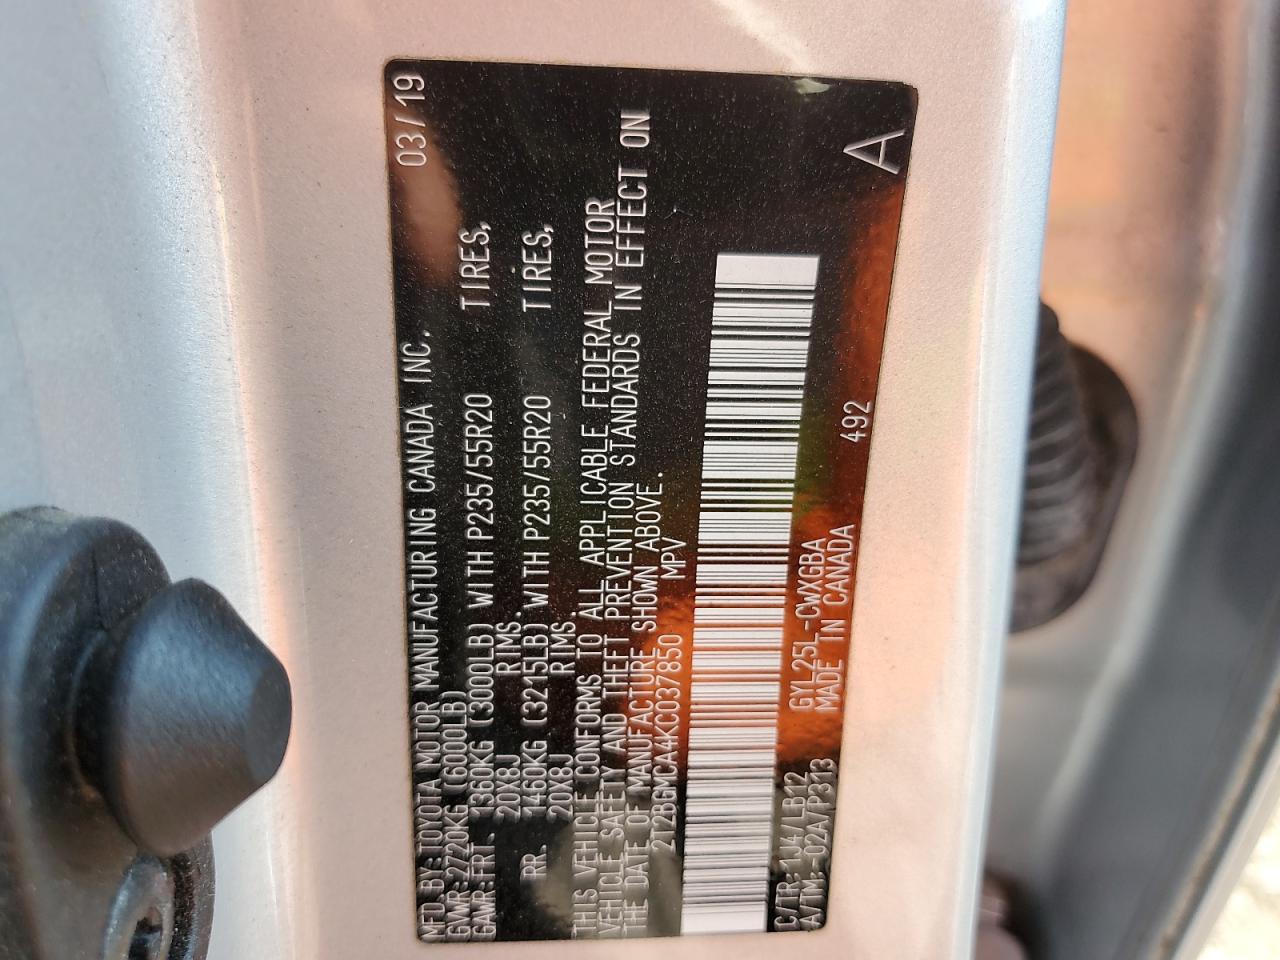 MFD. BY: TOYOTA MOTOR MANUFACTURING CANADA INC. 03/19
GVWR: 2720KG (6000LB)
GAWR: FRT. 1360KG (3000LB) WITH P235/55R20 TIRES,
20X8J RIMS.
RR. 1460KG (3215LB) WITH P235/55R20 TIRES,
20X8J RIMS.
THIS VEHICLE CONFORMS TO ALL APPLICABLE FEDERAL MOTOR
VEHICLE SAFETY AND THEFT PREVENTION STANDARDS IN EFFECT ON
THE DATE OF MANUFACTURE SHOWN ABOVE.
2T2BGMCA4KC037850 MPV
C/TR: 1J4/LB12 GYL25L-CWXGBA
A/TM: -02A/P313 MADE IN CANADA 492 A